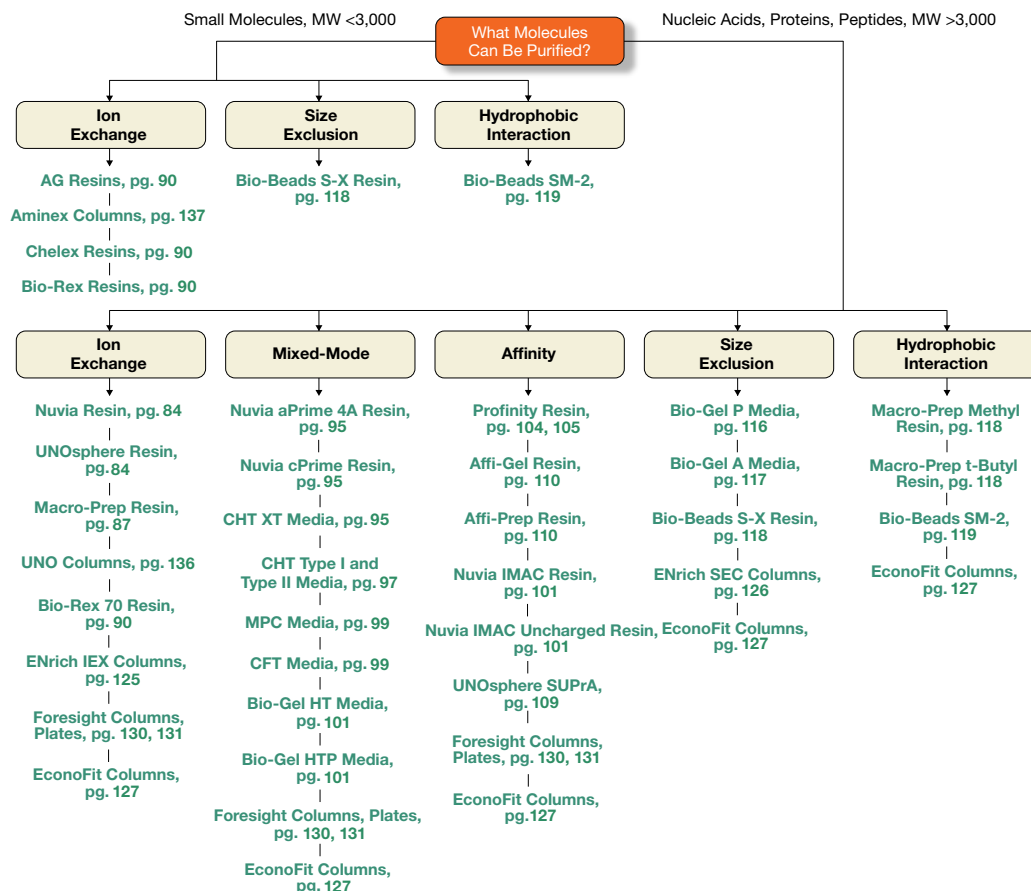 Small Molecules, MW <3,000
Nucleic Acids, Proteins, Peptides, MW >3,000
What Molecules
Can Be Purified?
Ion
Exchange
Size
Exclusion
Hydrophobic
Interaction
AG Resins, pg. 90
Aminex Columns, pg. 137
Chelex Resins, pg. 90
Bio-Rex Resins, pg. 90
Bio-Beads S-X Resin,
pg. 118
Bio-Beads SM-2,
pg. 119
Ion
Exchange
Mixed-Mode
Affinity
Size
Exclusion
Hydrophobic
Interaction
Nuvia Resin, pg. 84
UNOsphere Resin,
pg. 84
Macro-Prep Resin,
pg. 87
UNO Columns, pg. 136
Bio-Rex 70 Resin,
pg. 90
ENrich IEX Columns,
pg. 125
Foresight Columns,
Plates, pg. 130, 131
EconoFit Columns,
pg. 127
Nuvia aPrime 4A Resin,
pg. 95
Nuvia cPrime Resin,
pg. 95
CHT XT Media, pg. 95
CHT Type I and
Type II Media, pg. 97
MPC Media, pg. 99
CFT Media, pg. 99
Bio-Gel HT Media,
pg. 101
Bio-Gel HTP Media,
pg. 101
Foresight Columns, Plates,
pg. 130, 131
EconoFit Columns,
pg. 127
Profinity Resin,
pg. 104, 105
Affi-Gel Resin,
pg. 110
Affi-Prep Resin,
pg. 110
Nuvia IMAC Resin,
pg. 101
Nuvia IMAC Uncharged Resin,
pg. 101
UNOsphere SUPrA,
pg. 109
Foresight Columns,
Plates, pg. 130, 131
EconoFit Columns,
pg.127
Bio-Gel P Media,
pg. 116
Bio-Gel A Media,
pg. 117
Bio-Beads S-X Resin,
pg. 118
ENrich SEC Columns,
pg. 126
EconoFit Columns,
pg. 127
Macro-Prep Methyl
Resin, pg. 118
Macro-Prep t-Butyl
Resin, pg. 118
Bio-Beads SM-2,
pg. 119
EconoFit Columns,
pg. 127